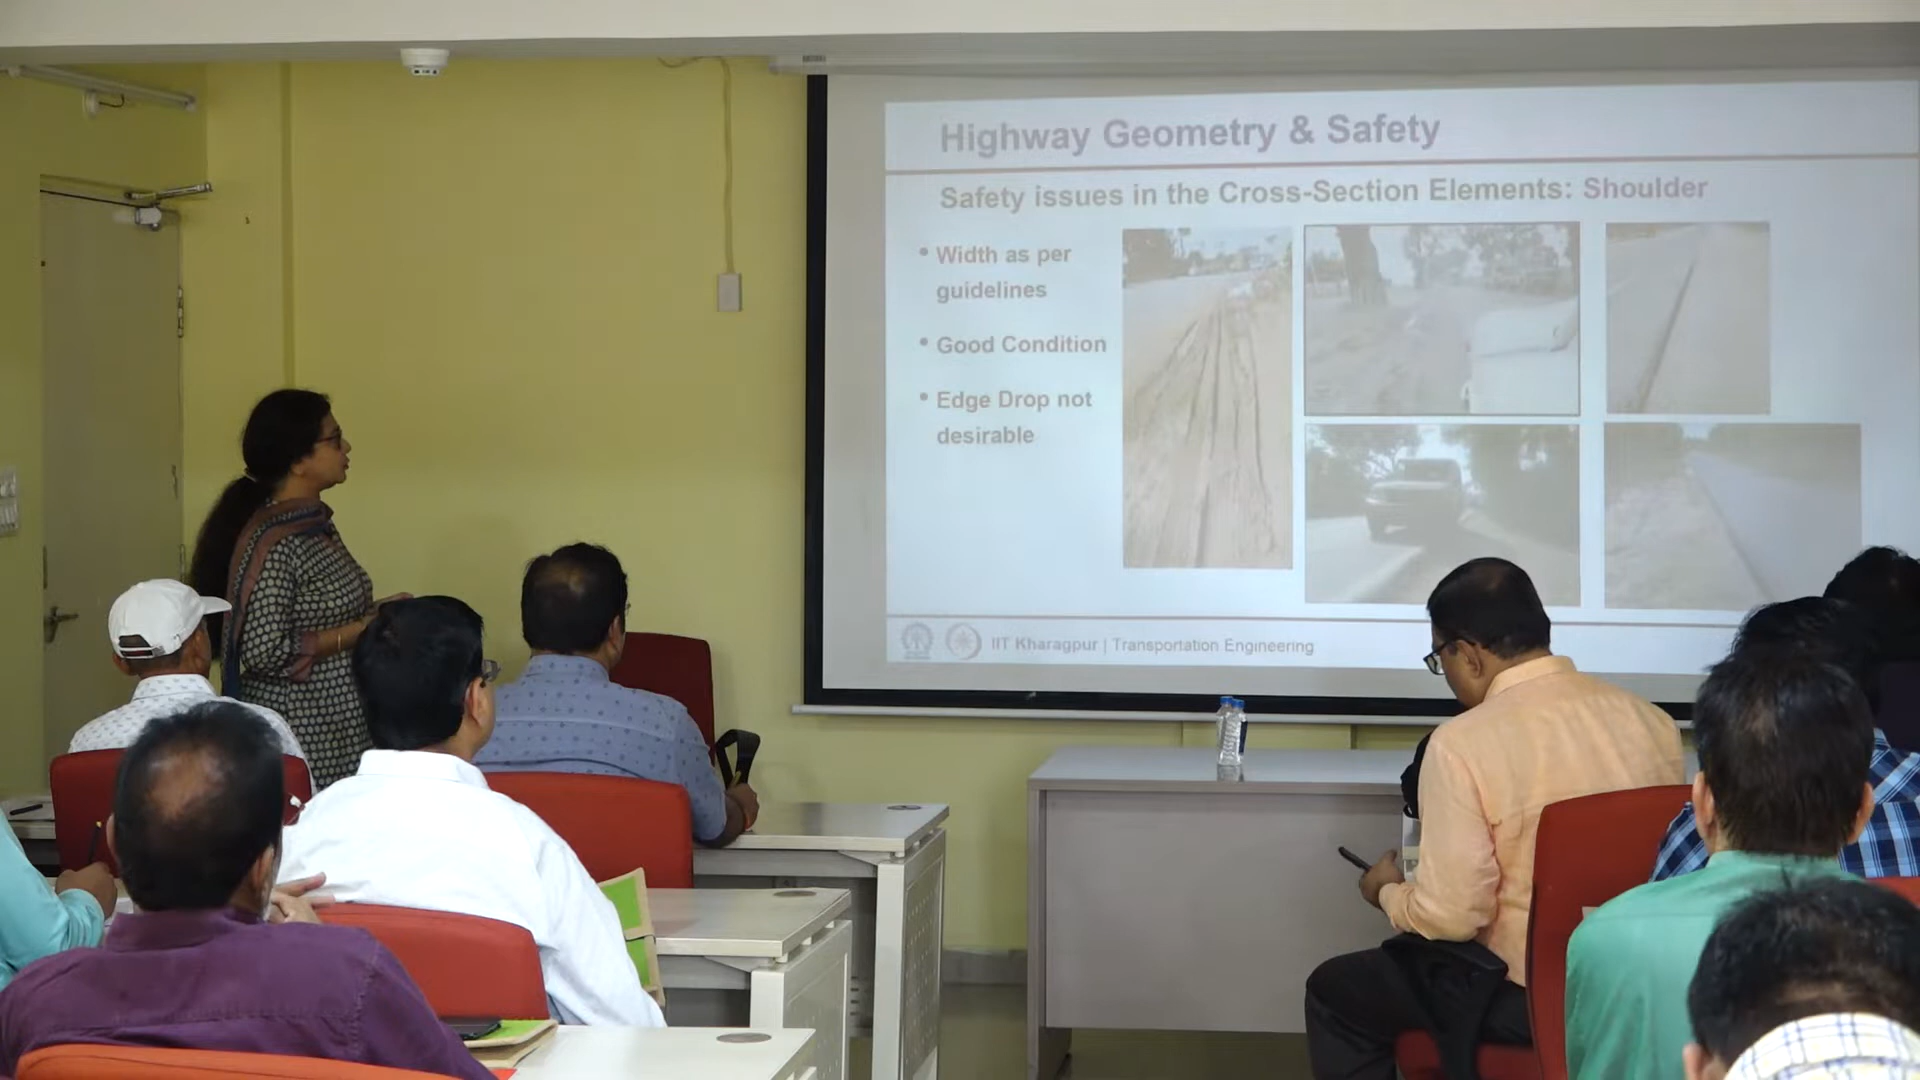 Highway Geometry & Safety
Safety issues in the Cross-Section Elements: Shoulder
• Width as per
guidelines
• Good Condition
• Edge Drop not
desirable
IIT Kharagpur | Transportation Engineering